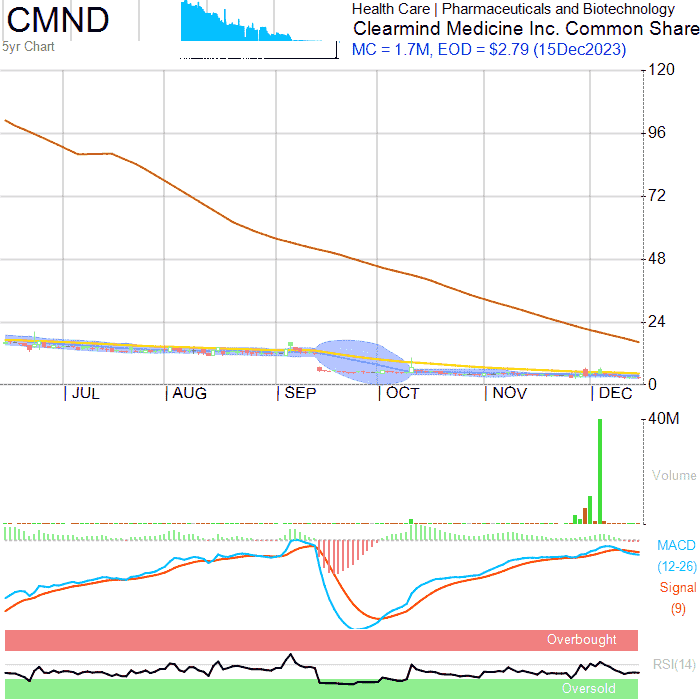 CMND
5yr Chart
Health Care | Pharmaceuticals and Biotechnology
Clearmind Medicine Inc. Common Share
MC = 1.7M, EOD = $2.79 (15Dec2023)
120
96
72
48
24
0
JUL
AUG
SEP
OCT
NOV
DEC
40M
Volume
MACD
(12-26)
Signal
(9)
Overbought
RSI(14)
Oversold